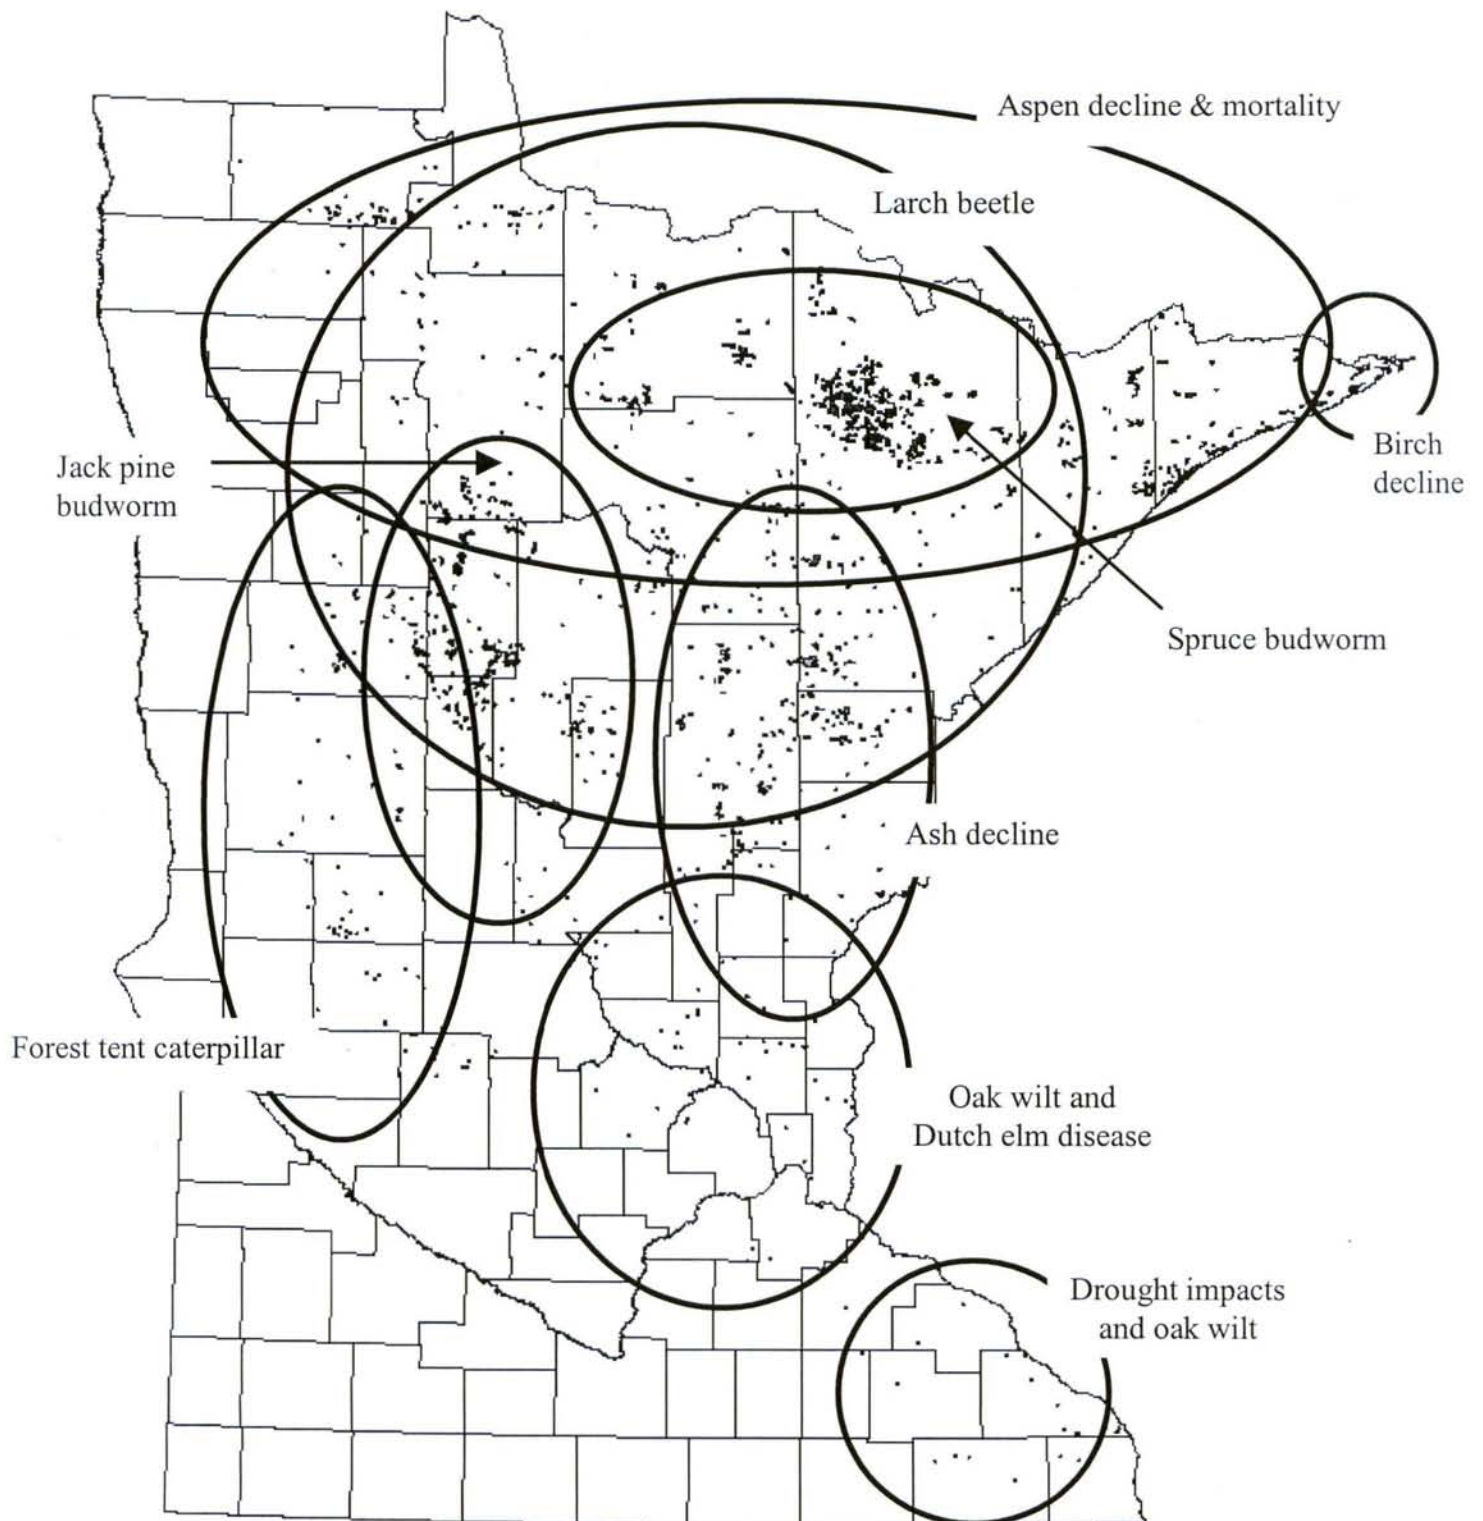 Aspen decline & mortality
Larch beetle
Birch
decline
Jack pine
budworm
Spruce budworm
Ash decline
Forest tent caterpillar
Oak wilt and
Dutch elm disease
Drought impacts
and oak wilt